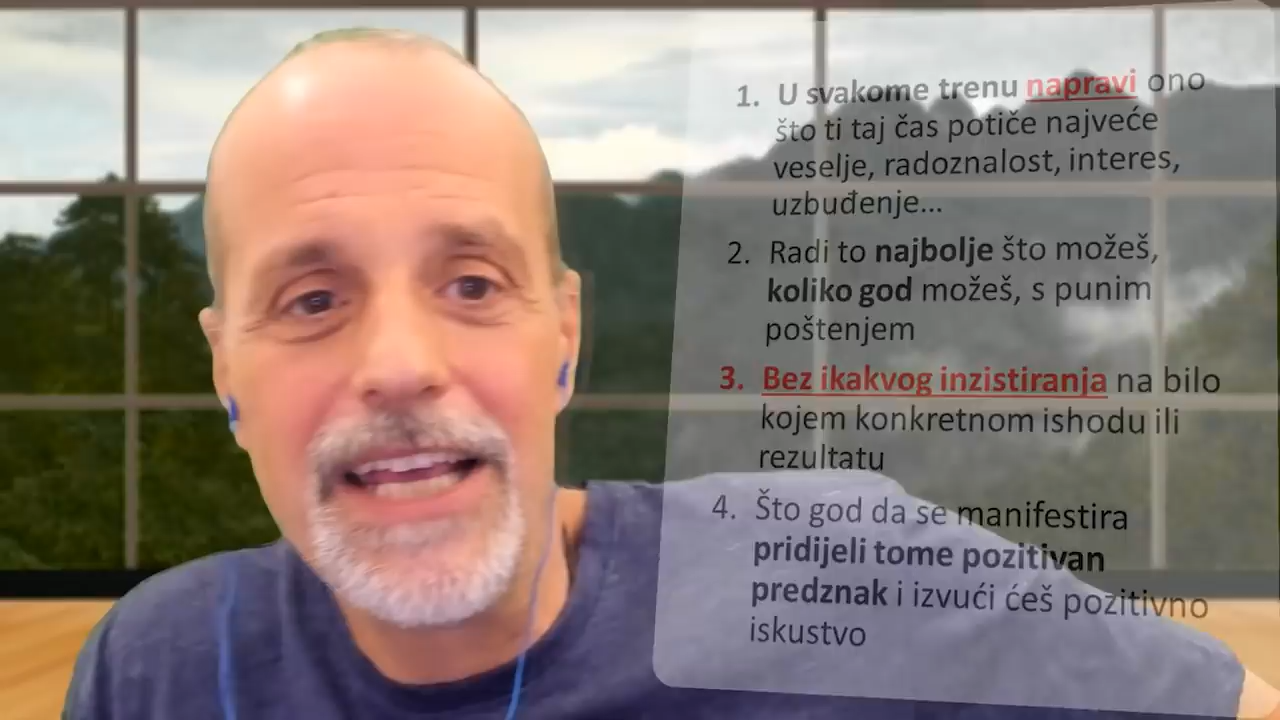 1. U svakome trenu napravi ono
što ti taj čas potiče najveće
veselje, radoznalost, interes,
uzbuđenje...
2. Radi to najbolje što možeš,
koliko god možeš, s punim
poštenjem
3. Bez ikakvog inzistiranja na bilo
kojem konkretnom ishodu ili
rezultatu
4. Što god da se manifestira
pridijeli tome pozitivan
predznak i izvući ćeš pozitivno
iskustvo